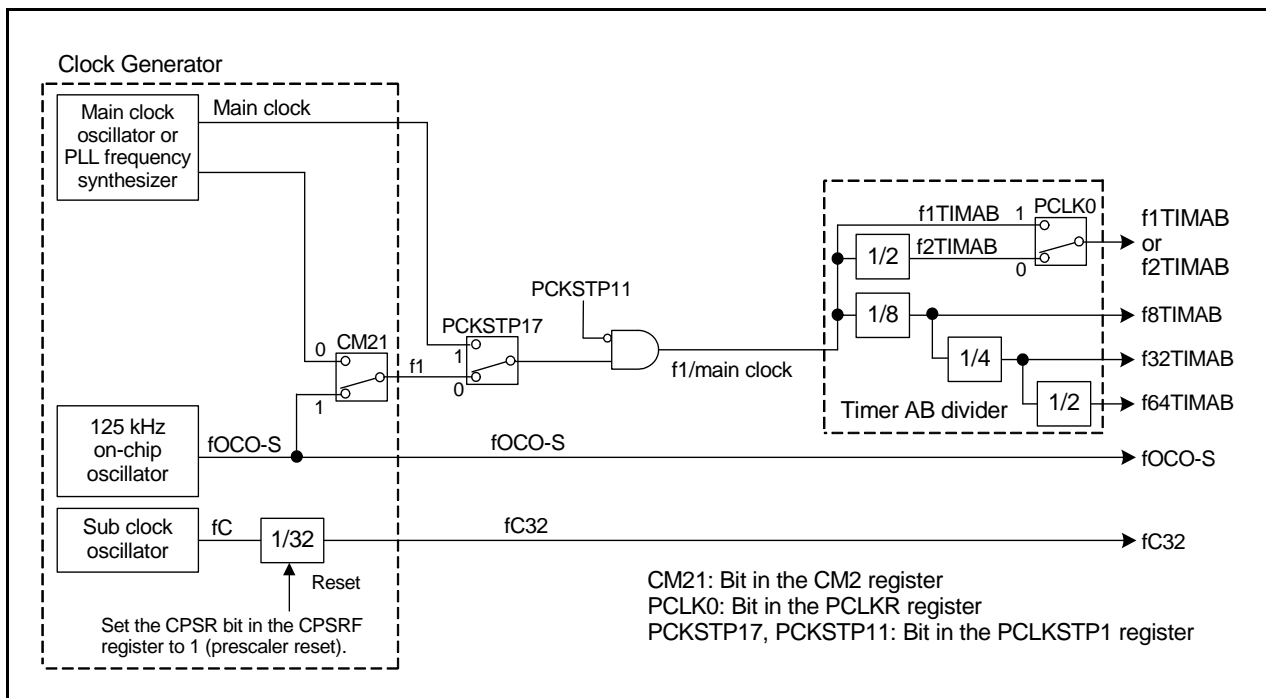 Clock Generator
Main clock
oscillator or
PLL frequency
synthesizer
Main clock
0
CM21
1
f1
PCKSTP17
1
0
PCKSTP11
f1/main clock
f1TIMAB
1
PCLK0
1/2
f2TIMAB
0
f1TIMAB
or
f2TIMAB
1/8
f8TIMAB
1/4
f32TIMAB
1/2
f64TIMAB
Timer AB divider
125 kHz
on-chip
oscillator
fOCO-S
fOCO-S
fOCO-S
Sub clock
oscillator
fC
1/32
fC32
fC32
Reset
Set the CPSR bit in the CPSRF
register to 1 (prescaler reset).
CM21: Bit in the CM2 register
PCLK0: Bit in the PCLKR register
PCKSTP17, PCKSTP11: Bit in the PCLKSTP1 register